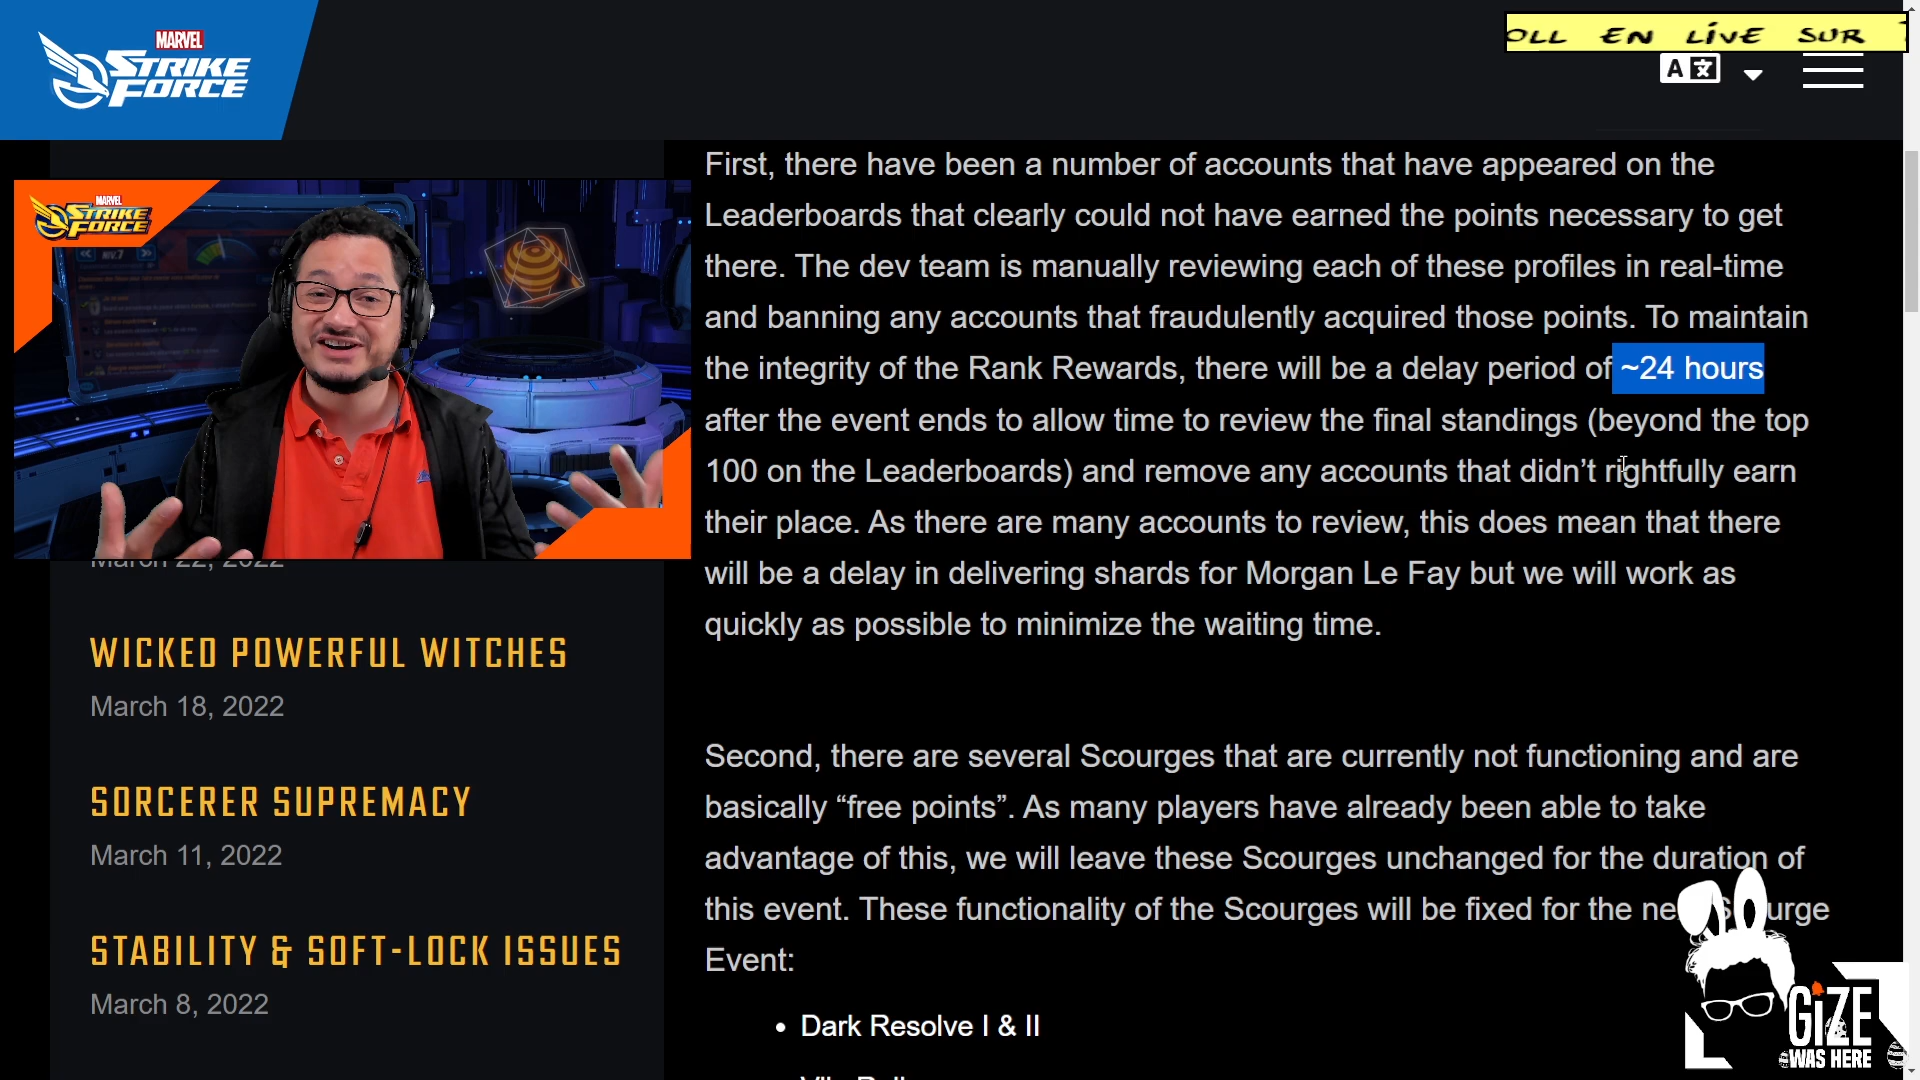 MARVEL
STRIKE
FORCE
OLL EN LIVE SUR
A
First, there have been a number of accounts that have appeared on the
Leaderboards that clearly could not have earned the points necessary to get
there. The dev team is manually reviewing each of these profiles in real-time
and banning any accounts that fraudulently acquired those points. To maintain
the integrity of the Rank Rewards, there will be a delay period of ~24 hours
after the event ends to allow time to review the final standings (beyond the top
100 on the Leaderboards) and remove any accounts that didn’t rightfully earn
their place. As there are many accounts to review, this does mean that there
will be a delay in delivering shards for Morgan Le Fay but we will work as
quickly as possible to minimize the waiting time.
MARVEL
STRIKE
FORCE
NIV.7
March 22, 2022
WICKED POWERFUL WITCHES
March 18, 2022
SORCERER SUPREMACY
March 11, 2022
STABILITY & SOFT-LOCK ISSUES
March 8, 2022
Second, there are several Scourges that are currently not functioning and are
basically “free points”. As many players have already been able to take
advantage of this, we will leave these Scourges unchanged for the duration of
this event. These functionality of the Scourges will be fixed for the
Event:
• Dark Resolve I & II
GiZE
WAS HERE